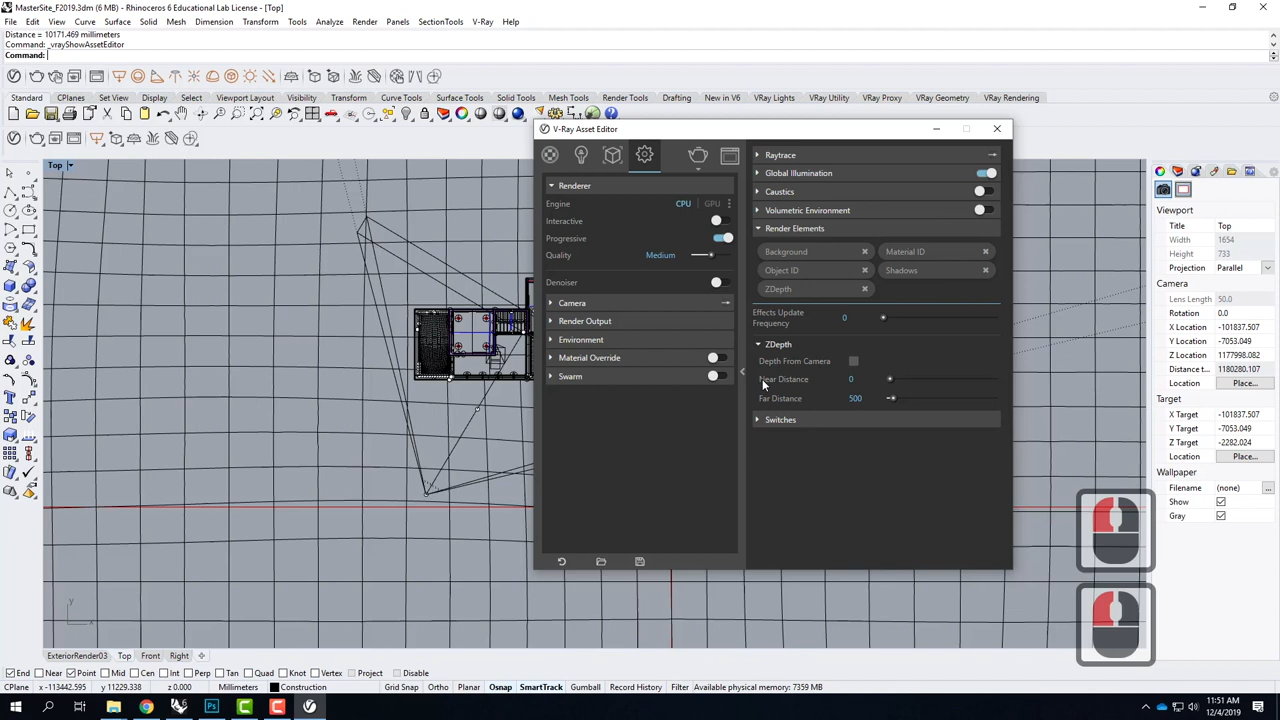 MasterSite_F2019.3dm (6 MB) - Rhinoceros 6 Educational Lab License - [Top]
File Edit View Curve Surface Solid Mesh Dimension Transform Tools Analyze Render Panels SectionTools V-Ray Help
Distance = 10171.469 millimeters
Command: _vrayShowAssetEditor
Command:
Standard CPlanes Set View Display Select Viewport Layout Visibility Transform Curve Tools Surface Tools Solid Tools Mesh Tools Render Tools Drafting New in V6 VRay Lights VRay Utilities VRay Proxy VRay Geometry VRay Rendering
Top
V-Ray Asset Editor
Renderer
Engine CPU GPU
Interactive
Progressive
Quality Medium
Denoiser
Camera
Render Output
Environment
Material Override
Swarm
Raytrace
Global Illumination
Caustics
Volumetric Environment
Render Elements
Background Material ID
Object ID Shadows
ZDepth
Effects Update
Frequency 0
ZDepth
Depth From Camera
Near Distance 0
Far Distance 500
Switches
Viewport
Title Top
Width 1654
Height 733
Projection Parallel
Camera
Lens Length 50.0
Rotation 0.0
X Location -101837.507
Y Location -7053.049
Z Location 1177998.082
Distance t... 1180280.107
Location Place...
Target
X Target -101837.507
Y Target -7053.049
Z Target -2282.024
Location Place...
Wallpaper
Filename (none) ...
Show
Gray
y
x
ExteriorRender03 Top Front Right
End Near Point Mid Cen Int Perp Tan Quad Knot Vertex Project Disable
CPlane x -113442.595 y 11229.338 z 0.000 Millimeters Construction Grid Snap Ortho Planar Osnap SmartTrack Gumball Record History Filter Available physical memory: 7359 MB
11:51 AM
12/4/2019